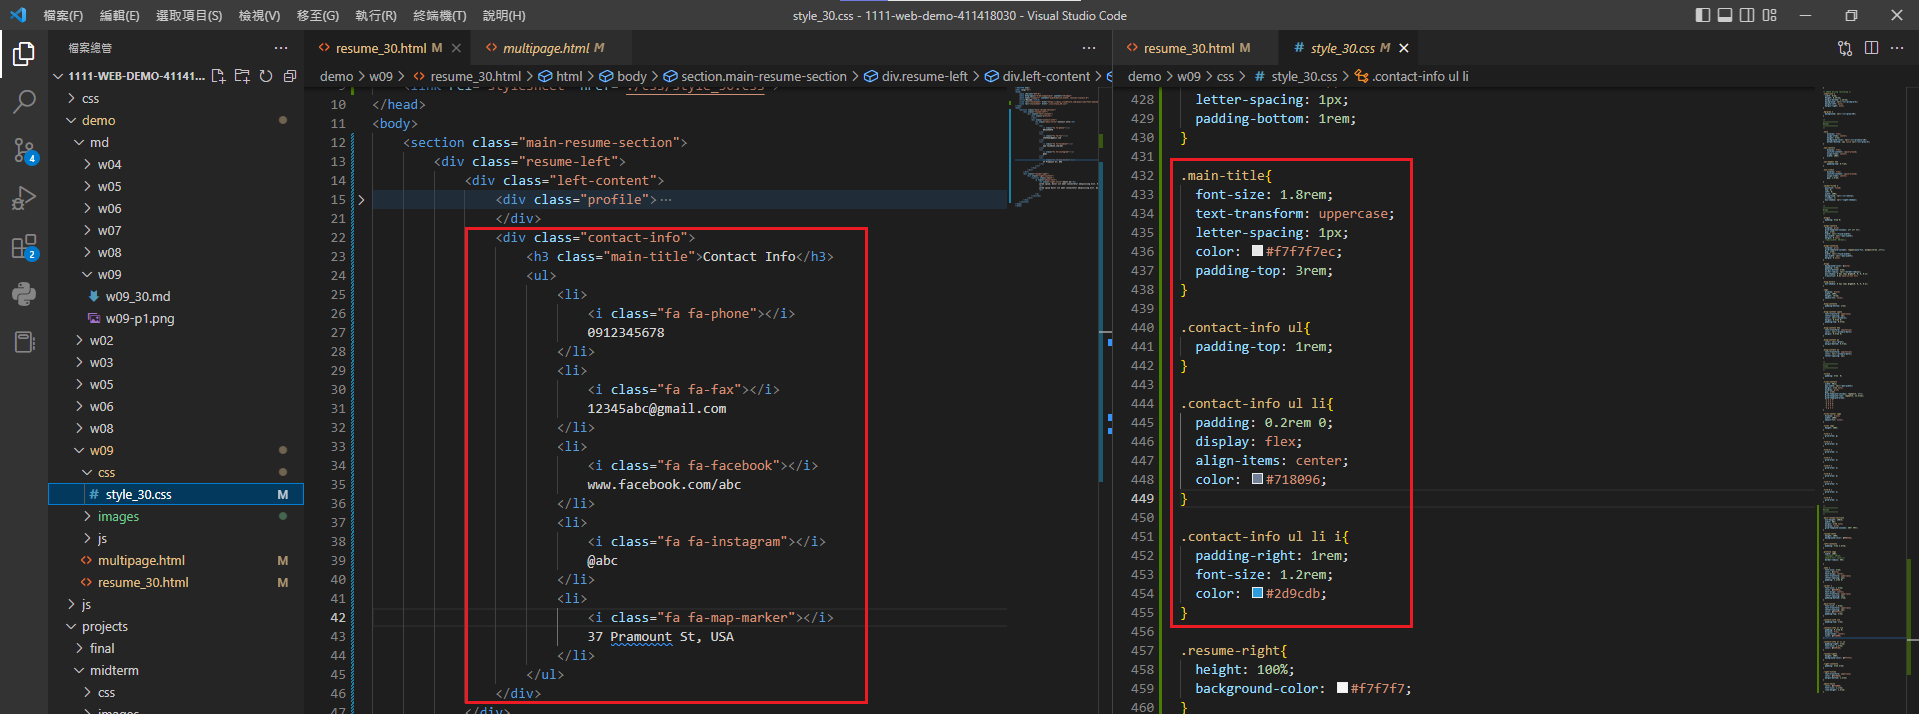 檔案(F) 編輯(E) 選取項目(S) 檢視(V) 移至(G) 執行(R) 終端機(T) 說明(H)
style_30.css - 1111-web-demo-411418030 - Visual Studio Code
檔案總管
1111-WEB-DEMO-41141...
css
demo
md
w04
w05
w06
w07
w08
w09
w09_30.md
w09-p1.png
w02
w03
w05
w06
w08
w09
css
# style_30.css M
images
js
multipage.html M
resume_30.html M
js
projects
final
midterm
css
images
4
2
resume_30.html M
multipage.html M
demo > w09 > resume_30.html > html > body > section.main-resume-section > div.resume-left > div.left-content >
9 <link rel="stylesheet" href="./css/style_30.css">
10 </head>
11 <body>
12 <section class="main-resume-section">
13 <div class="resume-left">
14 <div class="left-content">
15 <div class="profile"> ...
21 </div>
22 <div class="contact-info">
23 <h3 class="main-title">Contact Info</h3>
24 <ul>
25 <li>
26 <i class="fa fa-phone"></i>
27 0912345678
28 </li>
29 <li>
30 <i class="fa fa-fax"></i>
31 12345abc@gmail.com
32 </li>
33 <li>
34 <i class="fa fa-facebook"></i>
35 www.facebook.com/abc
36 </li>
37 <li>
38 <i class="fa fa-instagram"></i>
39 @abc
40 </li>
41 <li>
42 <i class="fa fa-map-marker"></i>
43 37 Pramount St, USA
44 </li>
45 </ul>
46 </div>
47 </div>
resume_30.html M
# style_30.css M
demo > w09 > css > # style_30.css > .contact-info ul li
428 letter-spacing: 1px;
429 padding-bottom: 1rem;
430 }
431
432 .main-title{
433 font-size: 1.8rem;
434 text-transform: uppercase;
435 letter-spacing: 1px;
436 color: #f7f7f7ec;
437 padding-top: 3rem;
438 }
439
440 .contact-info ul{
441 padding-top: 1rem;
442 }
443
444 .contact-info ul li{
445 padding: 0.2rem 0;
446 display: flex;
447 align-items: center;
448 color: #718096;
449 }
450
451 .contact-info ul li i{
452 padding-right: 1rem;
453 font-size: 1.2rem;
454 color: #2d9cdb;
455 }
456
457 .resume-right{
458 height: 100%;
459 background-color: #f7f7f7;
460 }